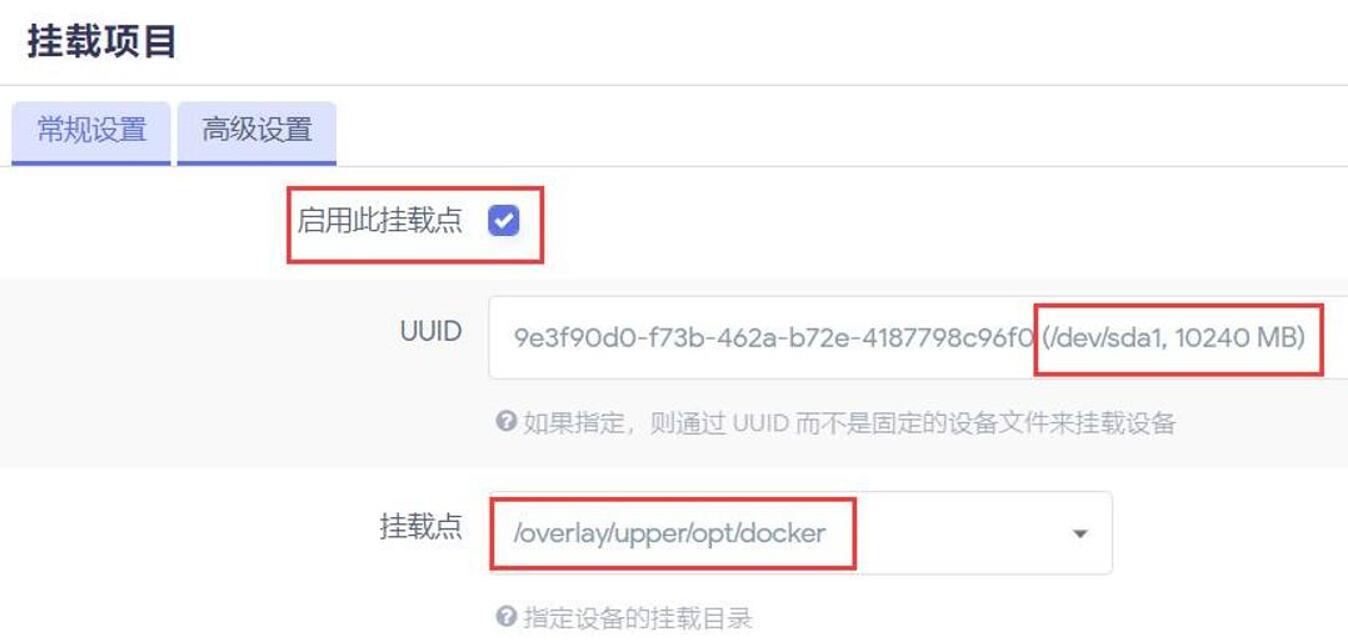 挂载项目
常规设置 高级设置
启用此挂载点
UUID 9e3f90d0-f73b-462a-b72e-4187798c96f0 (/dev/sda1, 10240 MB)
如果指定，则通过 UUID 而不是固定的设备文件来挂载设备
挂载点 /overlay/upper/opt/docker
指定设备的挂载目录